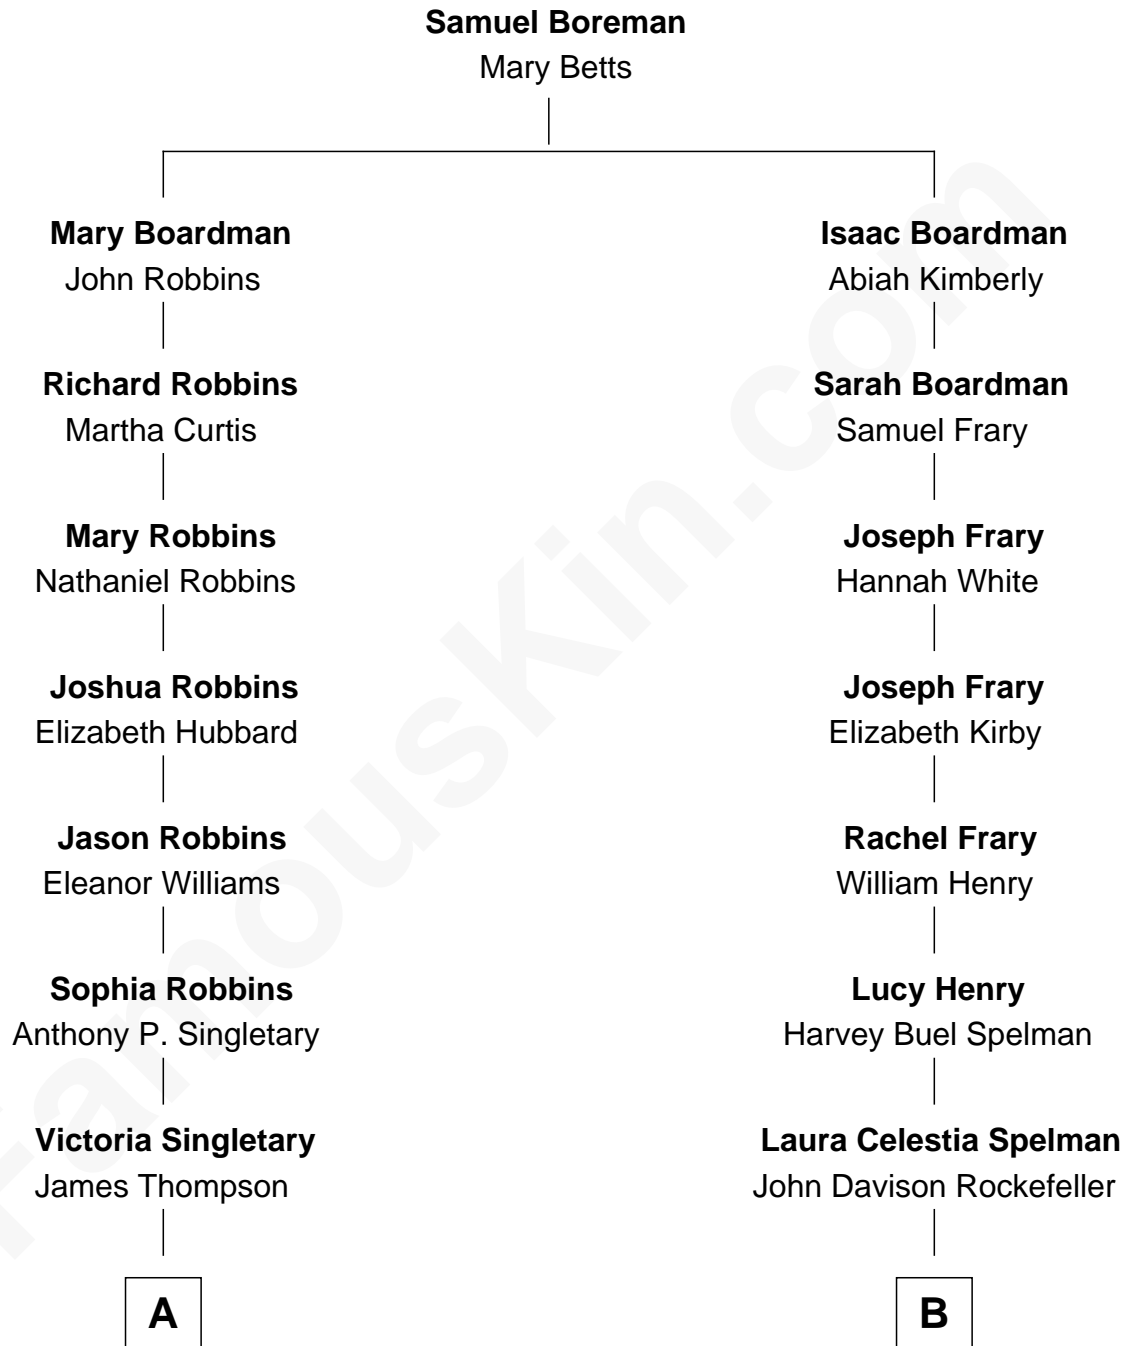 Samuel Boreman
Mary Betts
Mary Boardman
John Robbins
Isaac Boardman
Abiah Kimberly
Richard Robbins
Martha Curtis
Sarah Boardman
Samuel Frary
Mary Robbins
Nathaniel Robbins
Joseph Frary
Hannah White
Joshua Robbins
Elizabeth Hubbard
Joseph Frary
Elizabeth Kirby
Jason Robbins
Eleanor Williams
Rachel Frary
William Henry
Sophia Robbins
Anthony P. Singletary
Lucy Henry
Harvey Buel Spelman
Victoria Singletary
James Thompson
Laura Celestia Spelman
John Davison Rockefeller
A
B
FamousKin.com